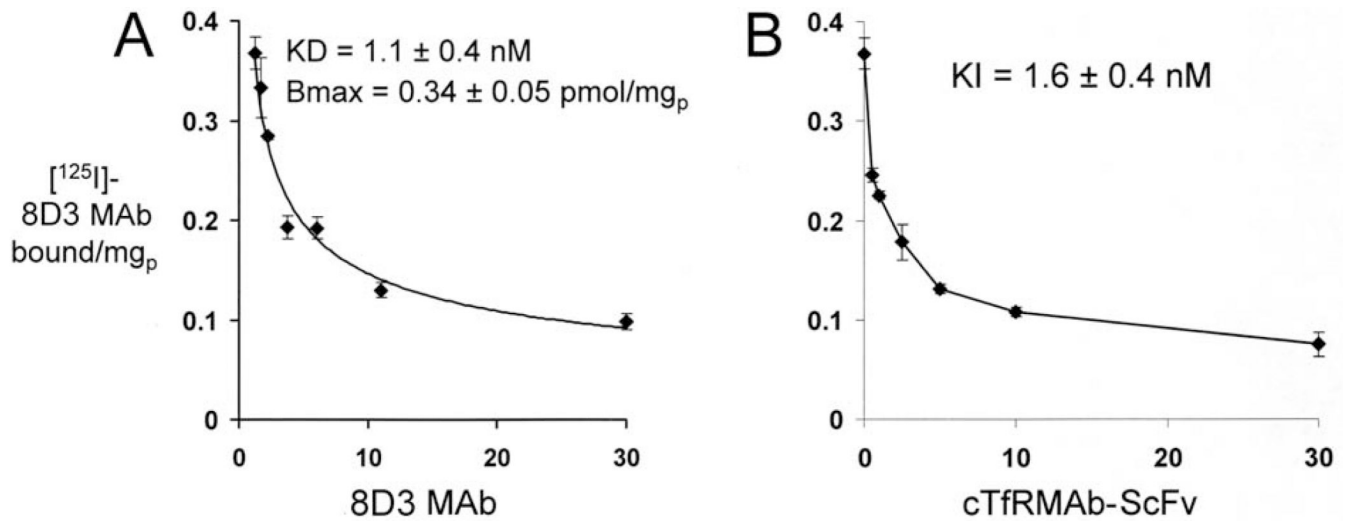 A
KD = 1.1 ± 0.4 nM
Bmax = 0.34 ± 0.05 pmol/mgp
[125I]-
8D3 MAb
bound/mgp
0.4
0.3
0.2
0.1
0
0 10 20 30
8D3 MAb
B
KI = 1.6 ± 0.4 nM
0.4
0.3
0.2
0.1
0
0 10 20 30
cTfRMAb-ScFv